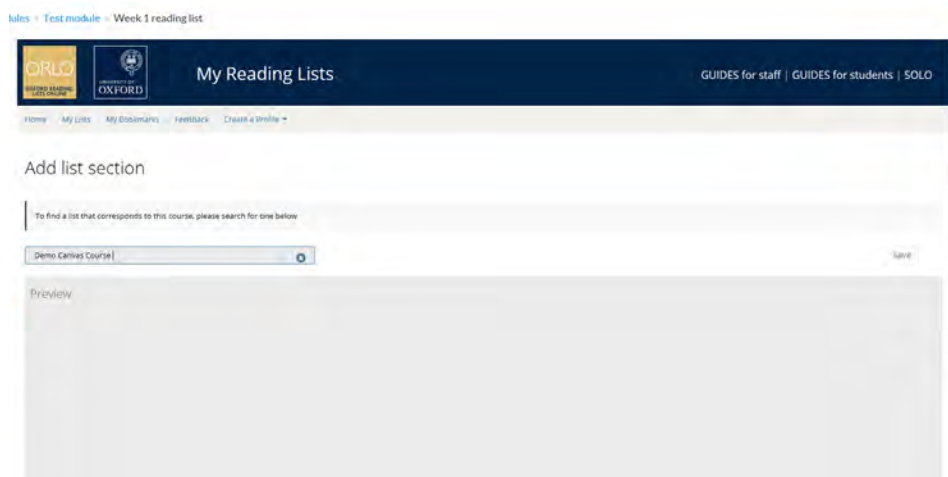 ules > Test module > Week 1 reading list
ORLO
OXFORD READING
LISTS ONLINE
UNIVERSITY OF
OXFORD
My Reading Lists
GUIDES for staff | GUIDES for students | SOLO
Home My Lists My Bookmarks Feedback Create a Profile
Add list section
To find a list that corresponds to this course, please search for one below
Demo Canvas Course
Save
Preview